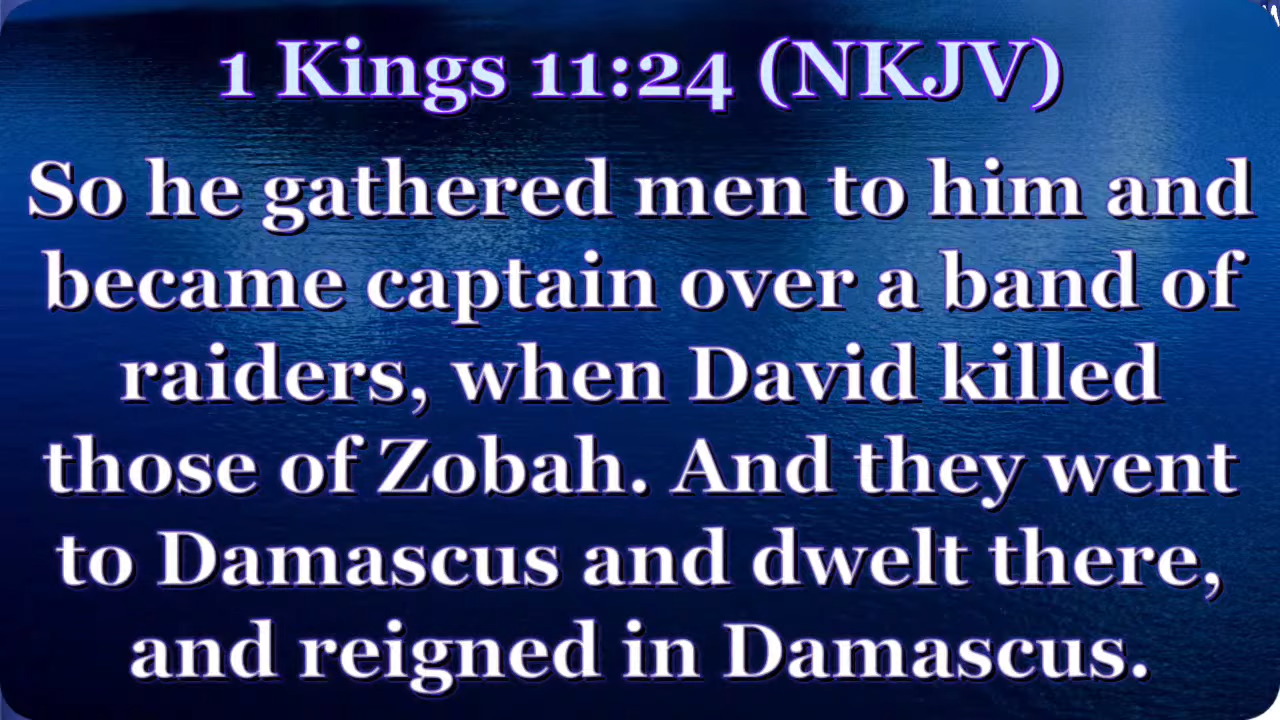 1 Kings 11:24 (NKJV)
So he gathered men to him and
became captain over a band of
raiders, when David killed
those of Zobah. And they went
to Damascus and dwelt there,
and reigned in Damascus.